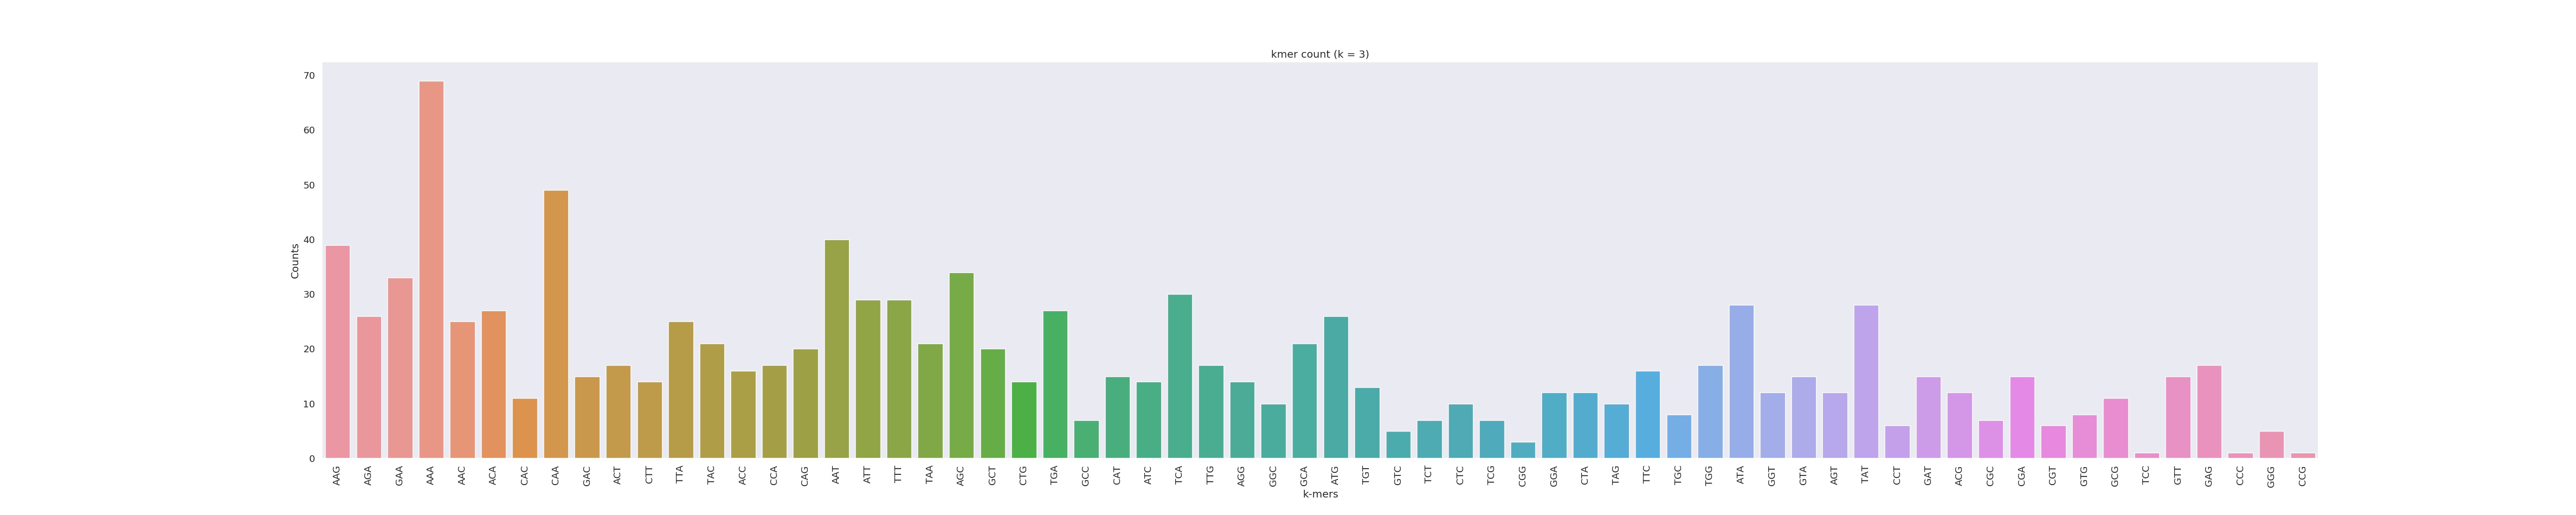 kmer count (k = 3)
70
60
50
40
30
20
10
0
Counts
AAG AGA GAA AAA AAC ACA CAC CAA GAC ACT CTT TTA TAC ACC CCA CAG AAT ATT TTT TAA AGC GCT CTG TGA GCC CAT ATC TCA TTG AGG GGC GCA ATG TGT GTC TCT CTC TCG CGG GGA CTA TAG TTC TGC TGG ATA GGT GTA AGT TAT CCT GAT ACG CGC CGA CGT GTG GCG TCC GTT GAG CCC GGG CCG
k-mers